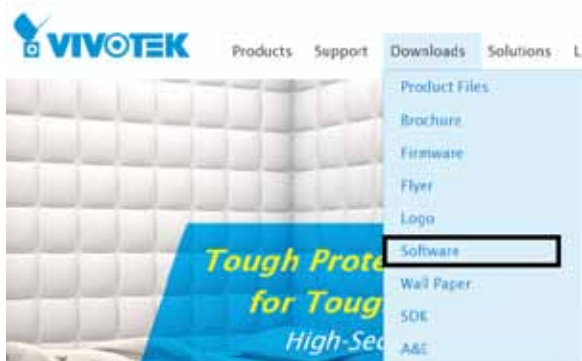 VIVOTEK
Products Support Downloads Solutions L
Product Files
Brochure
Firmware
Flyer
Logo
Software
Wall Paper
SDK
A&E
Tough Prote
for Toug
High-Sec